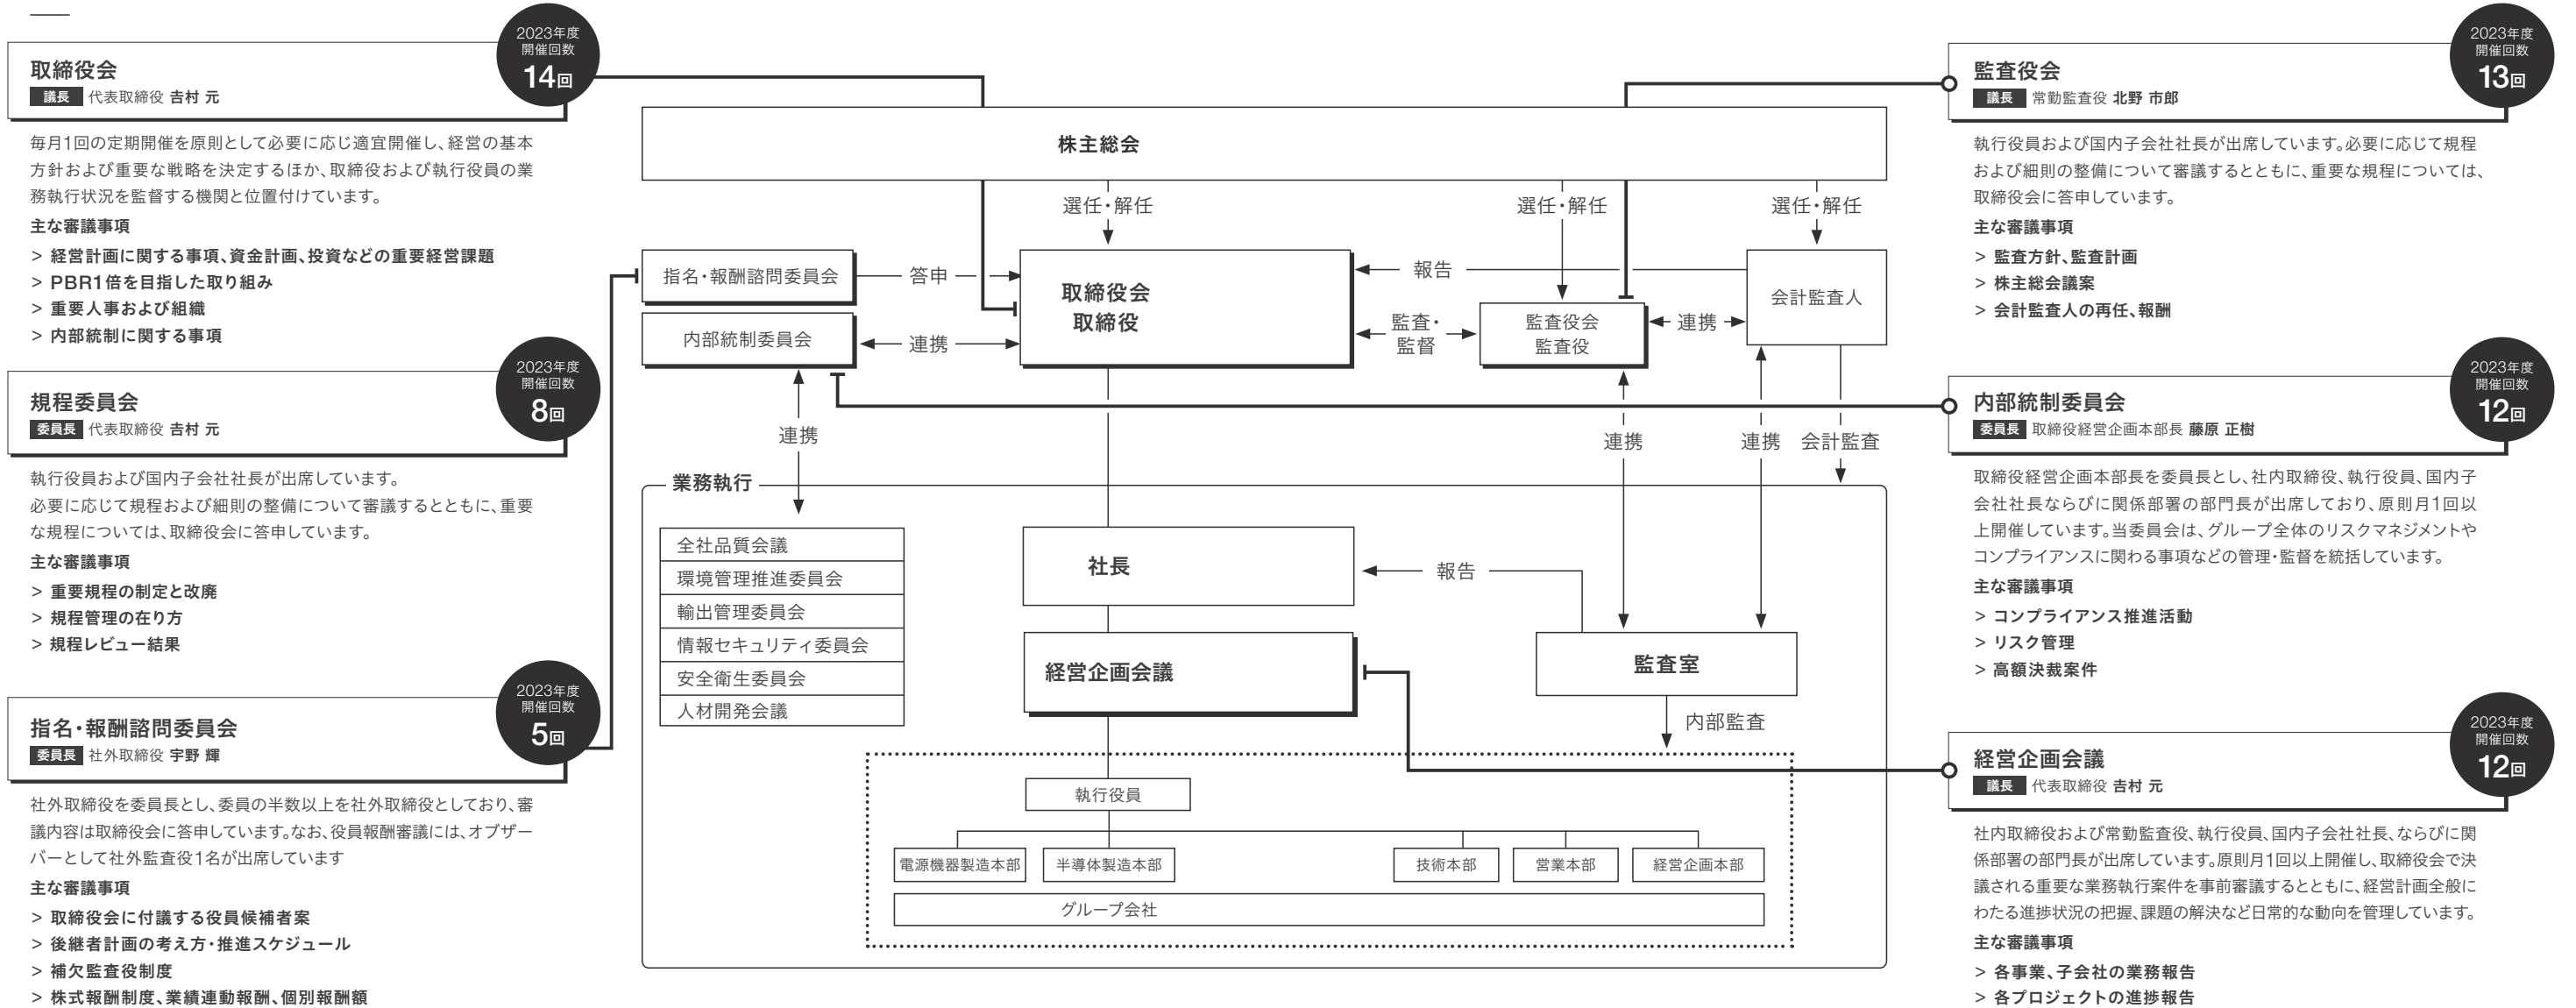 2023年度
開催回数
14回
取締役会
議長 代表取締役 𠮷村 元
毎月1回の定期開催を原則として必要に応じ適宜開催し、経営の基本
方針および重要な戦略を決定するほか、取締役および執行役員の業
務執行状況を監督する機関と位置付けています。
主な審議事項
> 経営計画に関する事項、資金計画、投資などの重要経営課題
> PBR1倍を目指した取り組み
> 重要人事および組織
> 内部統制に関する事項
2023年度
開催回数
8回
規程委員会
委員長 代表取締役 𠮷村 元
執行役員および国内子会社社長が出席しています。
必要に応じて規程および細則の整備について審議するとともに、重要
な規程については、取締役会に答申しています。
主な審議事項
> 重要規程の制定と改廃
> 規程管理の在り方
> 規程レビュー結果
2023年度
開催回数
5回
指名・報酬諮問委員会
委員長 社外取締役 宇野 輝
社外取締役を委員長とし、委員の半数以上を社外取締役としており、審
議内容は取締役会に答申しています。なお、役員報酬審議には、オブザー
バーとして社外監査役1名が出席しています
主な審議事項
> 取締役会に付議する役員候補者案
> 後継者計画の考え方・推進スケジュール
> 補欠監査役制度
> 株式報酬制度、業績連動報酬、個別報酬額
株主総会
選任・解任
選任・解任
選任・解任
指名・報酬諮問委員会
答申
取締役会
取締役
報告
会計監査人
内部統制委員会
連携
監査・
監督
監査役会
監査役
連携
連携
連携
連携
会計監査
業務執行
全社品質会議
環境管理推進委員会
輸出管理委員会
情報セキュリティ委員会
安全衛生委員会
人材開発会議
社長
報告
経営企画会議
監査室
内部監査
執行役員
電源機器製造本部
半導体製造本部
技術本部
営業本部
経営企画本部
グループ会社
2023年度
開催回数
13回
監査役会
議長 常勤監査役 北野 市郎
執行役員および国内子会社社長が出席しています。必要に応じて規程
および細則の整備について審議するとともに、重要な規程については、
取締役会に答申しています。
主な審議事項
> 監査方針、監査計画
> 株主総会議案
> 会計監査人の再任、報酬
2023年度
開催回数
12回
内部統制委員会
委員長 取締役経営企画本部長 藤原 正樹
取締役経営企画本部長を委員長とし、社内取締役、執行役員、国内子
会社社長ならびに関係部署の部門長が出席しており、原則月1回以
上開催しています。当委員会は、グループ全体のリスクマネジメントや
コンプライアンスに関わる事項などの管理・監督を統括しています。
主な審議事項
> コンプライアンス推進活動
> リスク管理
> 高額決裁案件
2023年度
開催回数
12回
経営企画会議
議長 代表取締役 𠮷村 元
社内取締役および常勤監査役、執行役員、国内子会社社長、ならびに関
係部署の部門長が出席しています。原則月1回以上開催し、取締役会で決
議される重要な業務執行案件を事前審議するとともに、経営計画全般に
わたる進捗状況の把握、課題の解決など日常的な動向を管理しています。
主な審議事項
> 各事業、子会社の業務報告
> 各プロジェクトの進捗報告